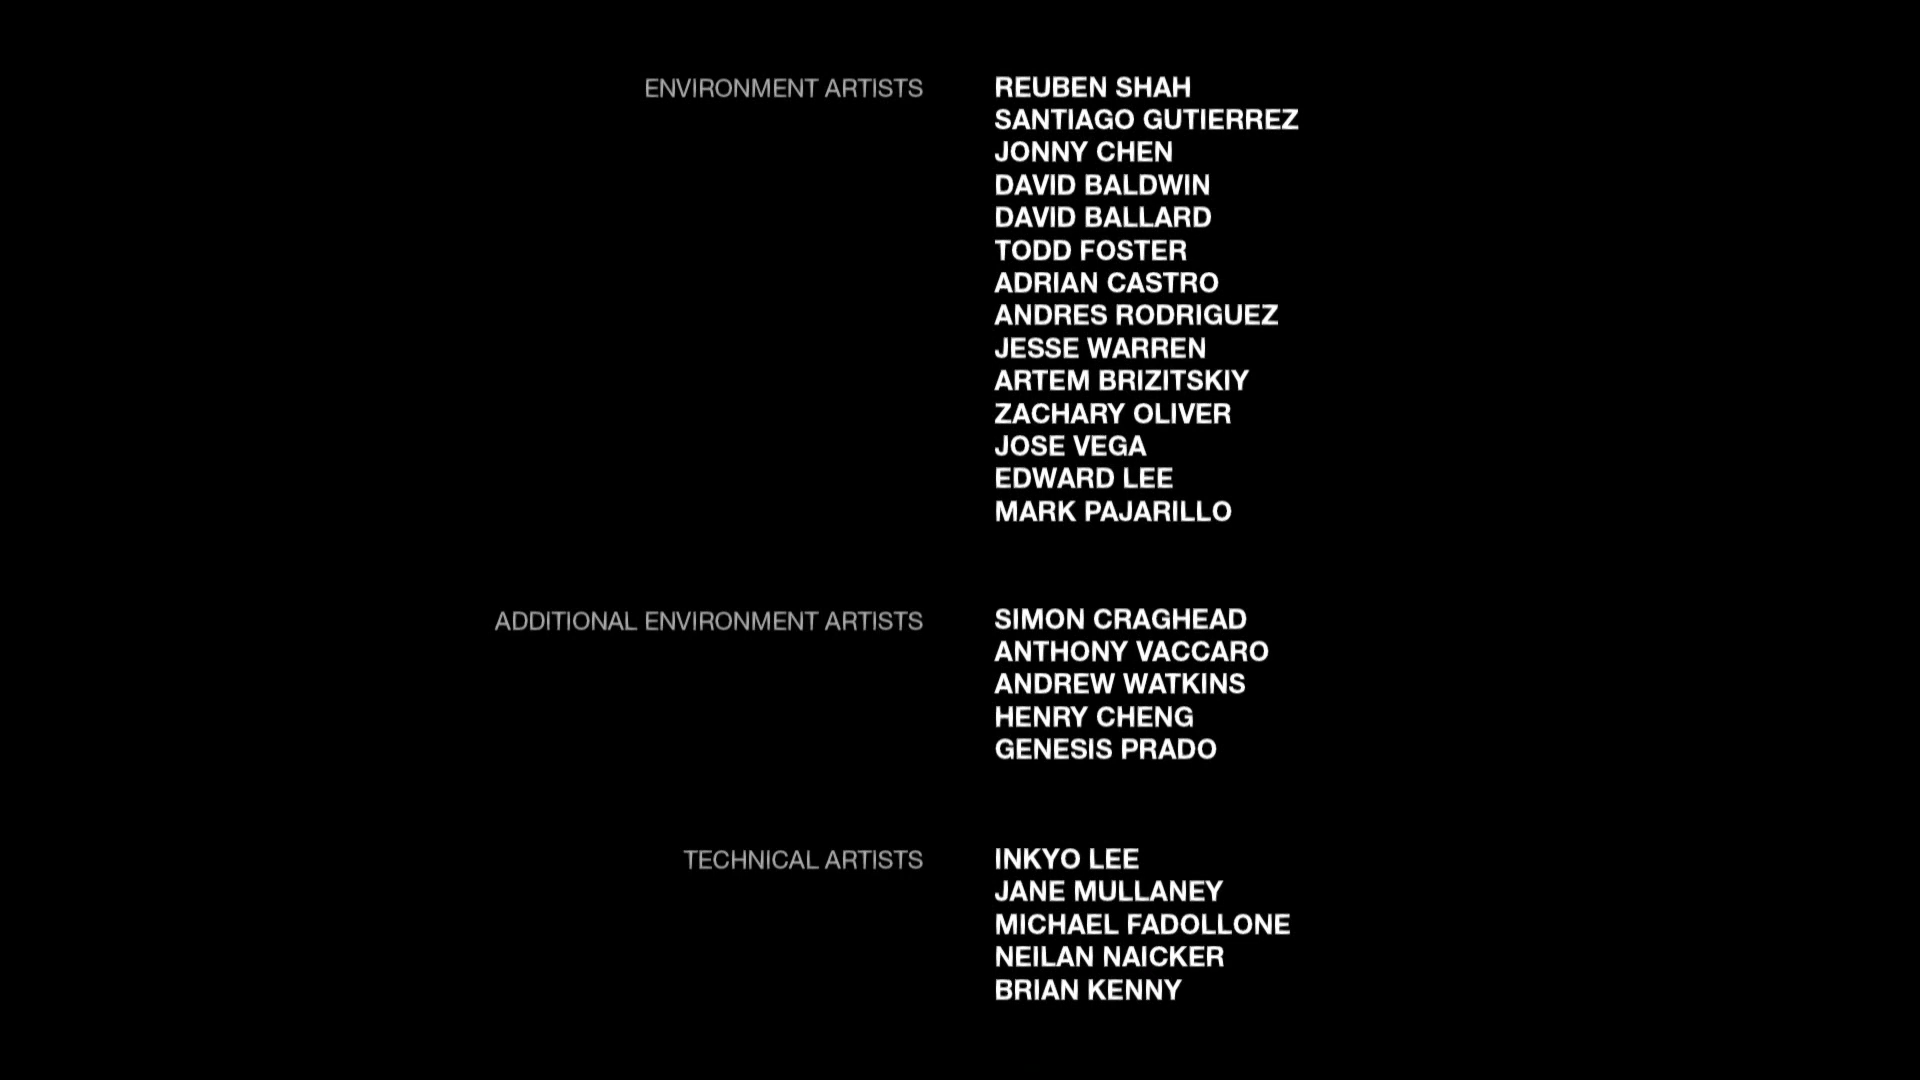 ENVIRONMENT ARTISTS REUBEN SHAH
SANTIAGO GUTIERREZ
JONNY CHEN
DAVID BALDWIN
DAVID BALLARD
TODD FOSTER
ADRIAN CASTRO
ANDRES RODRIGUEZ
JESSE WARREN
ARTEM BRIZITSKIY
ZACHARY OLIVER
JOSE VEGA
EDWARD LEE
MARK PAJARILLO
ADDITIONAL ENVIRONMENT ARTISTS SIMON CRAGHEAD
ANTHONY VACCARO
ANDREW WATKINS
HENRY CHENG
GENESIS PRADO
TECHNICAL ARTISTS INKYO LEE
JANE MULLANEY
MICHAEL FADOLLONE
NEILAN NAICKER
BRIAN KENNY